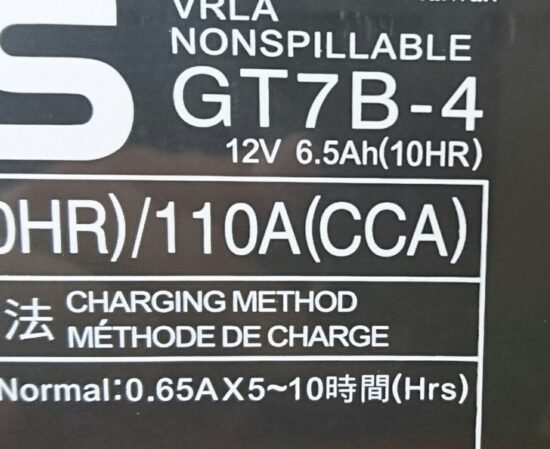 VRLA
NONSPILLABLE
GT7B-4
12V 6.5Ah(10HR)
0HR)/110A(CCA)
法 CHARGING METHOD
MÉTHODE DE CHARGE
Normal:0.65AX5~10時間(Hrs)